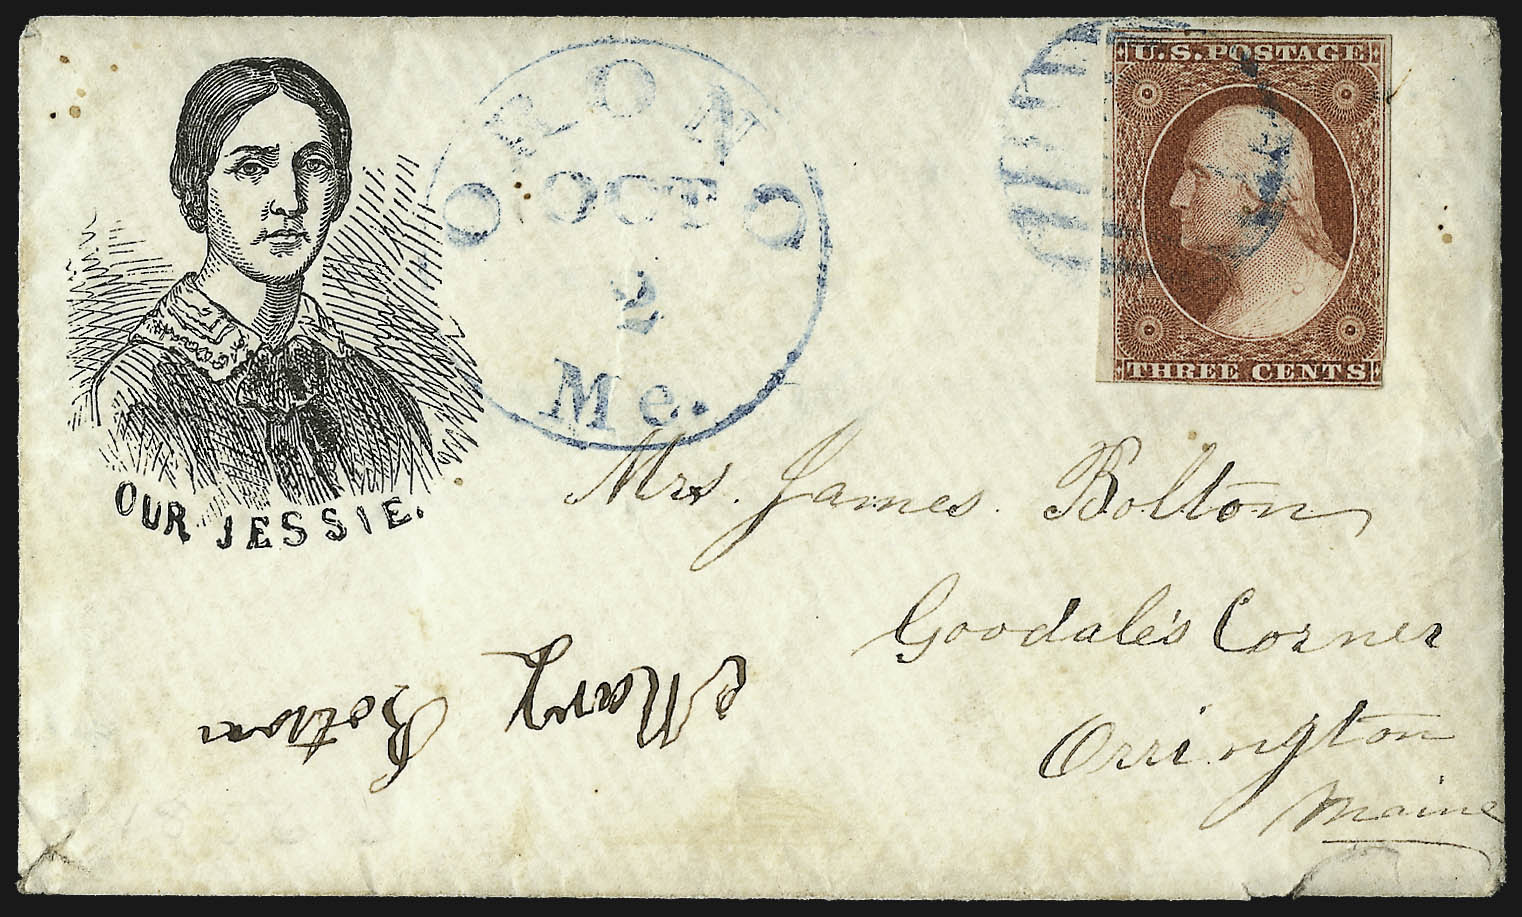 ORONO
OCT
2
Me.
U.S. POSTAGE
THREE CENTS
OUR JESSIE.
Mrs. James. Bolton
Goodale's Corner
Orrington
Maine
Mary Bolton